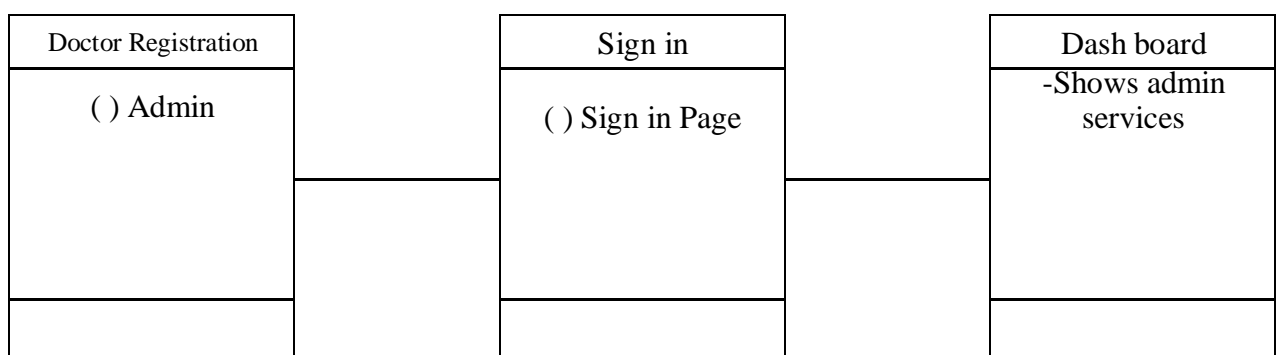 Doctor Registration
( ) Admin
Sign in
( ) Sign in Page
Dash board
-Shows admin
services